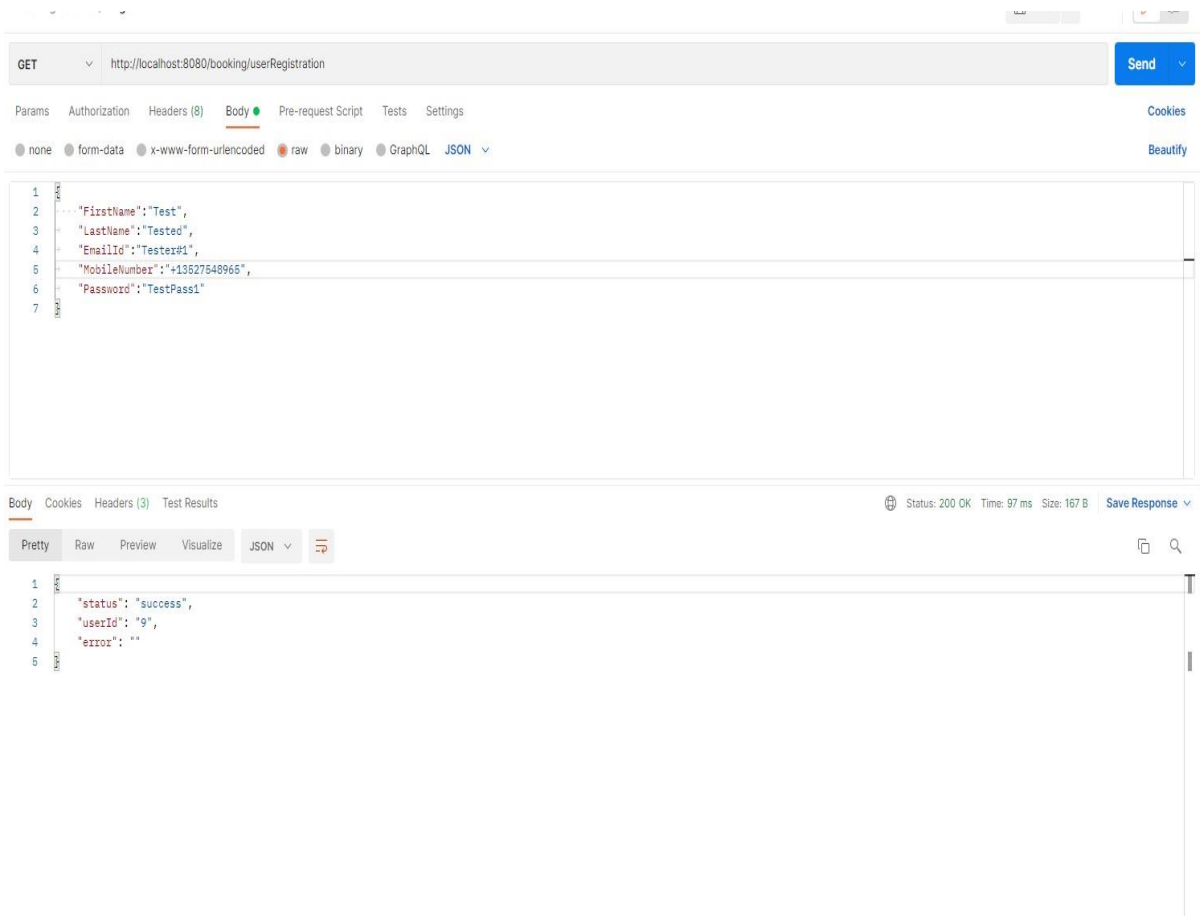 GET http://localhost:8080/booking/userRegistration Send
Params Authorization Headers (8) Body Pre-request Script Tests Settings Cookies
none form-data x-www-form-urlencoded raw binary GraphQL JSON Beautify
1 {
2 "FirstName":"Test",
3 "LastName":"Tested",
4 "EmailId":"Tester#1",
5 "MobileNumber":"+13527548965",
6 "Password":"TestPass1"
7 }
Body Cookies Headers (3) Test Results Status: 200 OK Time: 97 ms Size: 167 B Save Response
Pretty Raw Preview Visualize JSON
1 {
2 "status": "success",
3 "userId": "9",
4 "error": ""
5 }